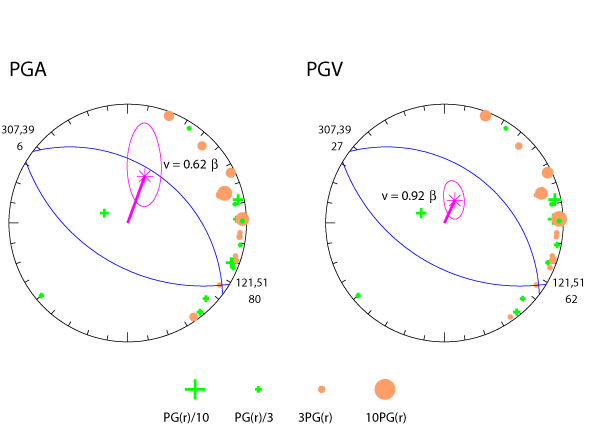 PGA
PGV
307,39
6
v = 0.62 β
121,51
80
307,39
27
v = 0.92 β
121,51
62
PG(r)/10 PG(r)/3 3PG(r) 10PG(r)